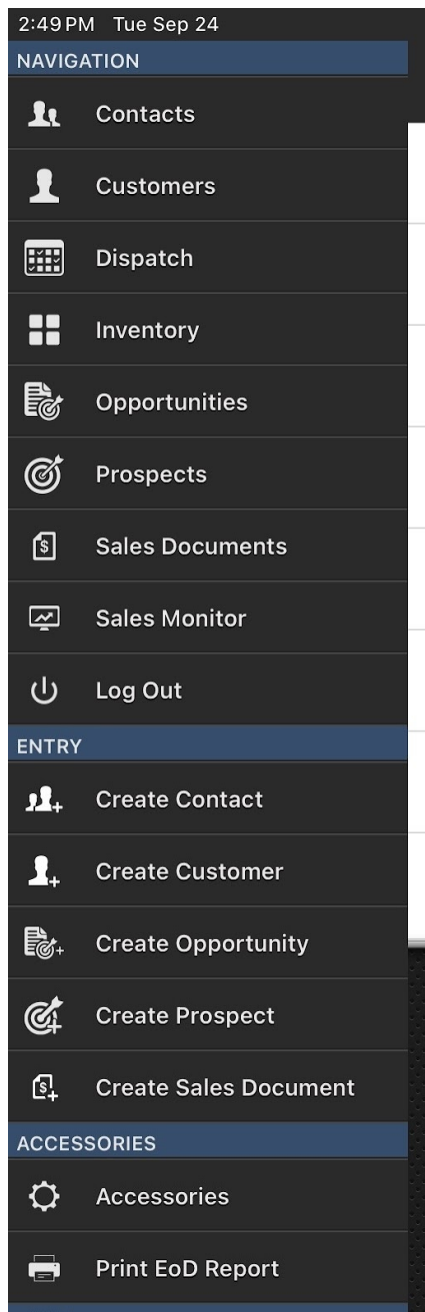 2:49 PM Tue Sep 24
NAVIGATION
Contacts
Customers
Dispatch
Inventory
Opportunities
Prospects
Sales Documents
Sales Monitor
Log Out
ENTRY
Create Contact
Create Customer
Create Opportunity
Create Prospect
Create Sales Document
ACCESSORIES
Accessories
Print EoD Report